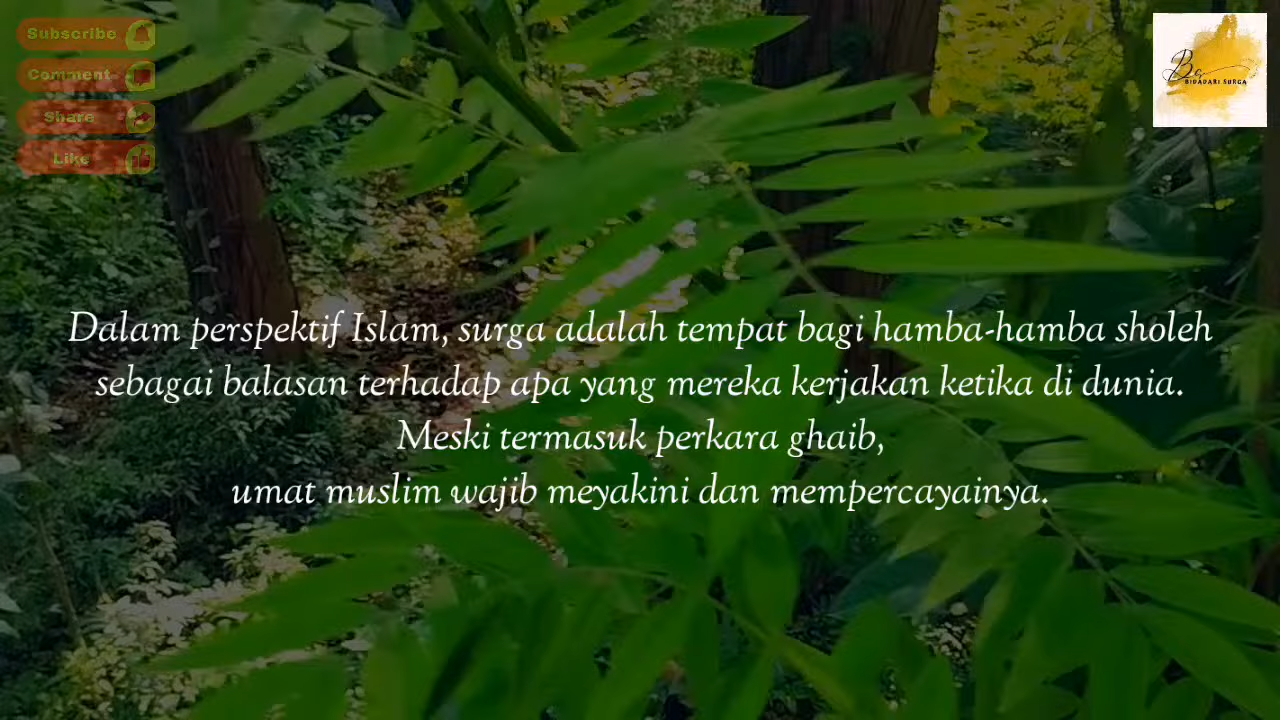 Subscribe
Comment
Share
Like
BIDADARI SURGA
Dalam perspektif Islam, surga adalah tempat bagi hamba-hamba sholeh
sebagai balasan terhadap apa yang mereka kerjakan ketika di dunia.
Meski termasuk perkara ghaib,
umat muslim wajib meyakini dan mempercayainya.